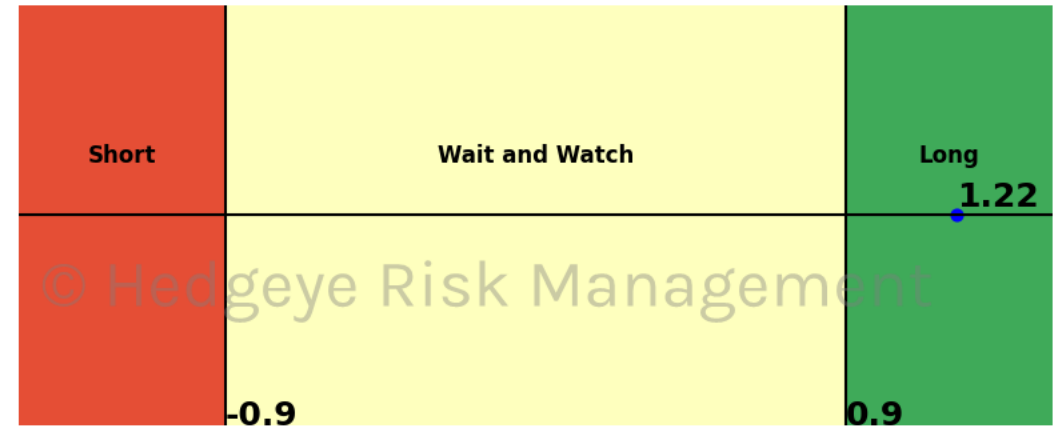 Short
Wait and Watch
Long
1.22
© Hedgeye Risk Management
-0.9
0.9